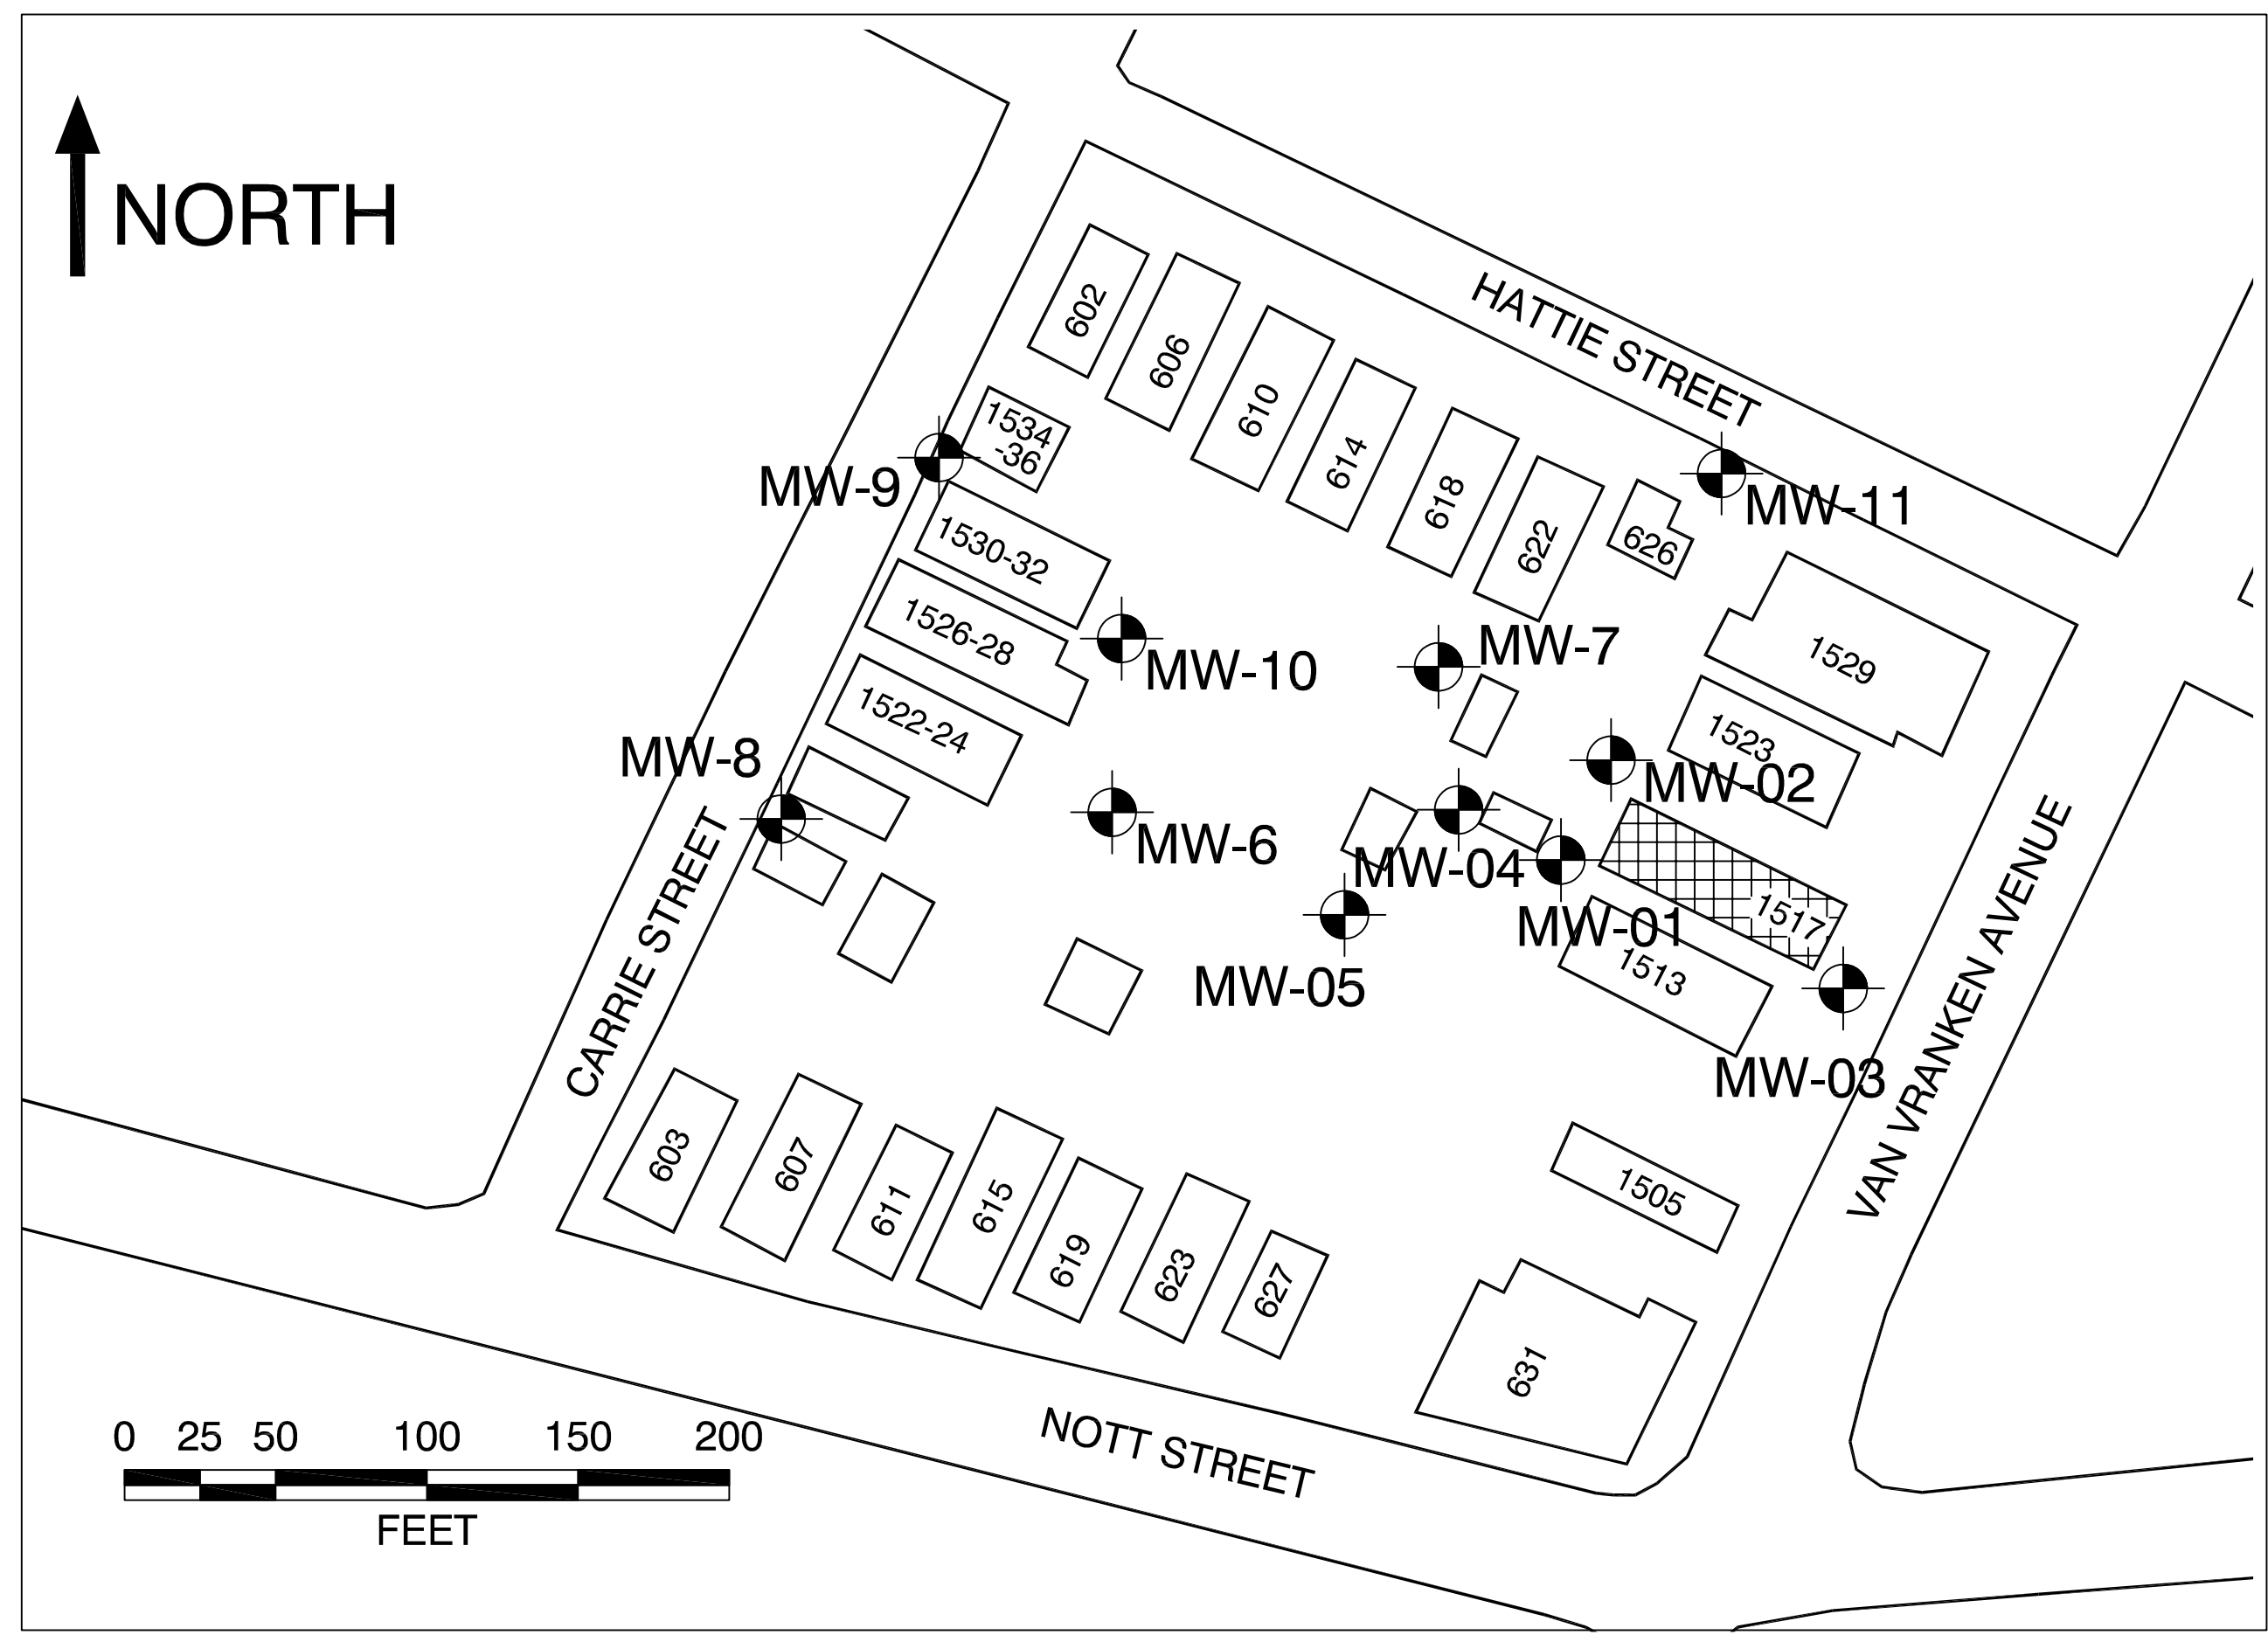 NORTH
HATTIE STREET
602
606
610
614
618
622
626
1534
-36
MW-9
MW-11
1530-32
1526-28
1522-24
MW-10
MW-7
1529
1523
MW-02
MW-8
MW-6
MW-04
MW-01
1517
1513
MW-05
MW-03
CARRIE STREET
VAN VRANKEN AVENUE
603
607
611
615
619
623
627
1505
631
NOTT STREET
0 25 50 100 150 200
FEET